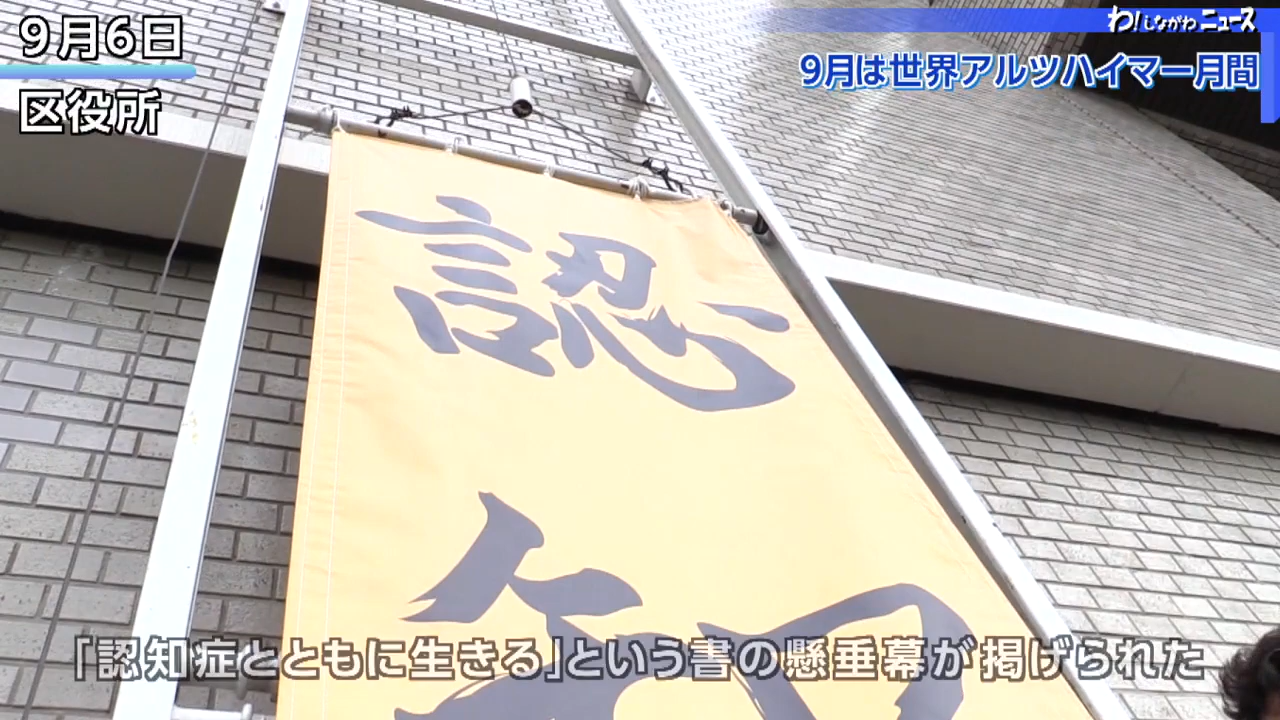 9月6日
区役所
わ!しながわニュース
9月は世界アルツハイマー月間
認
知
「認知症とともに生きる」という書の懸垂幕が掲げられた